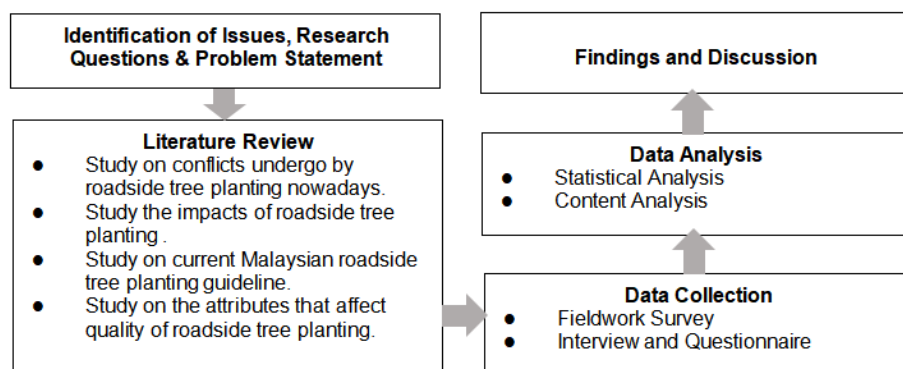 Identification of Issues, Research
Questions & Problem Statement
Literature Review
● Study on conflicts undergo by
roadside tree planting nowadays.
● Study the impacts of roadside tree
planting .
● Study on current Malaysian roadside
tree planting guideline.
● Study on the attributes that affect
quality of roadside tree planting.
Data Collection
● Fieldwork Survey
● Interview and Questionnaire
Data Analysis
● Statistical Analysis
● Content Analysis
Findings and Discussion